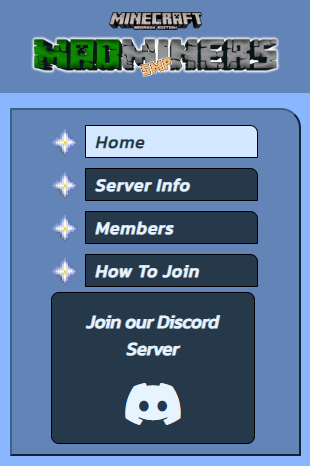 MINECRAFT
BEDROCK EDITION
MADMINERS
SMP
Home
Server Info
Members
How To Join
Join our Discord
Server